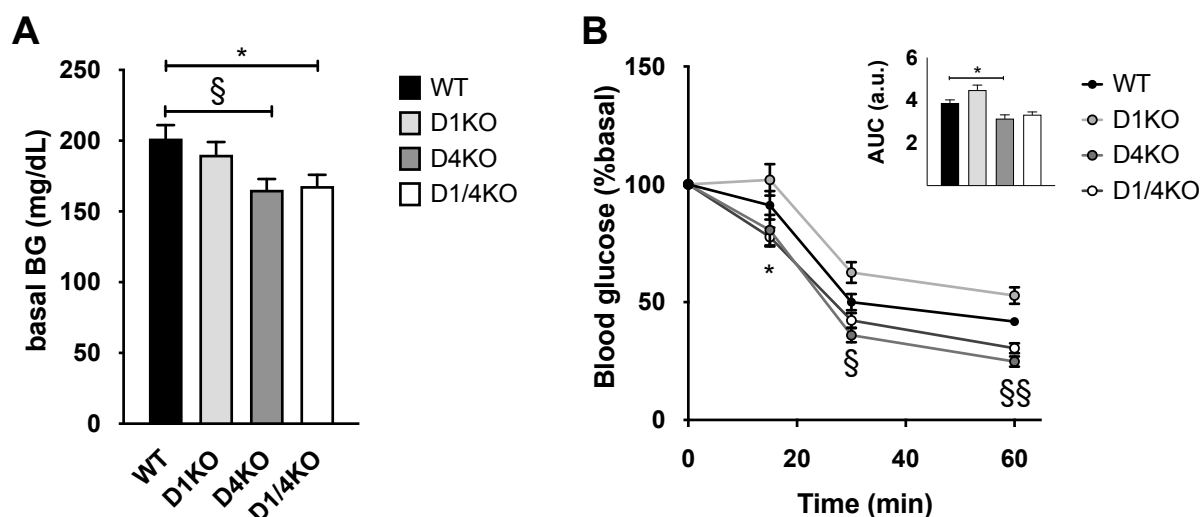 A
basal BG (mg/dL)
250
200
150
100
50
0
*
§
WT
D1KO
D4KO
D1/4KO
WT
D1KO
D4KO
D1/4KO
B
Blood glucose (%basal)
150
100
50
0
0
20
40
60
Time (min)
*
§
§§
AUC (a.u.)
6
4
2
*
WT
D1KO
D4KO
D1/4KO